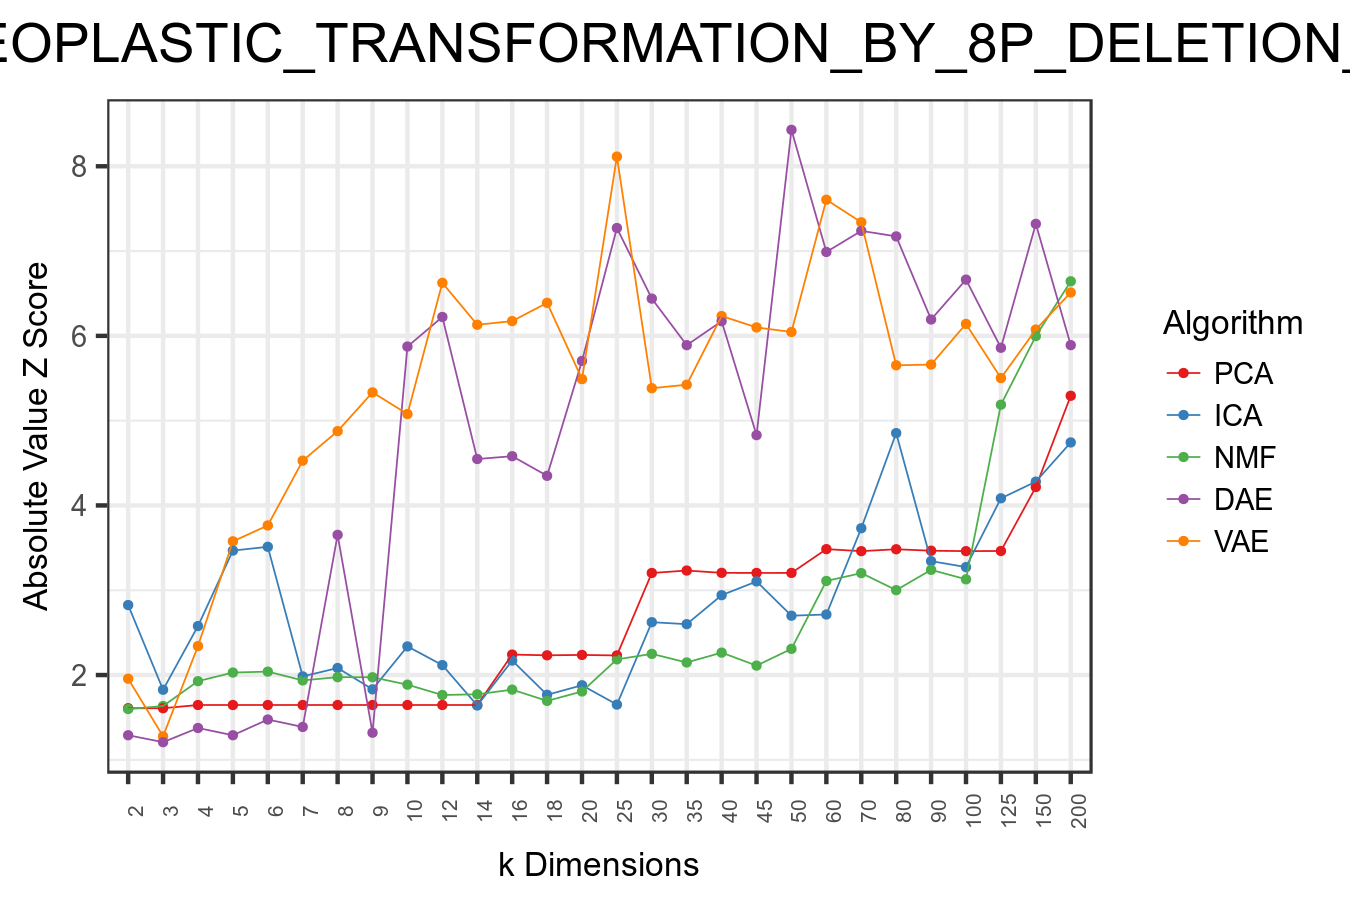 EOPLASTIC_TRANSFORMATION_BY_8P_DELETION_
Absolute Value Z Score
8
6
4
2
2 3 4 5 6 7 8 9 10 12 14 16 18 20 25 30 35 40 45 50 60 70 80 90 100 125 150 200
k Dimensions
Algorithm
PCA
ICA
NMF
DAE
VAE